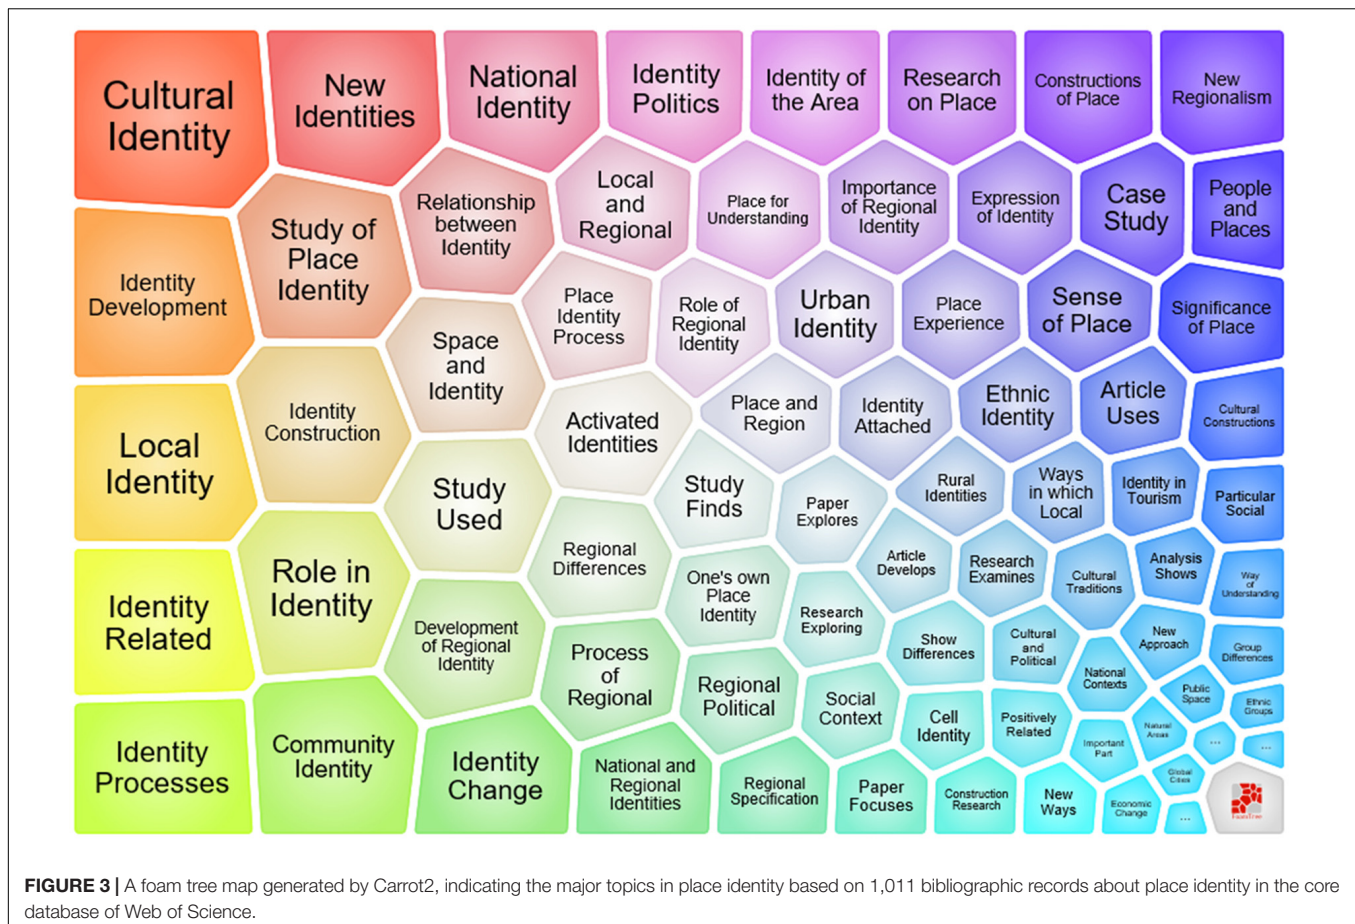 Cultural
Identity
New
Identities
National
Identity
Identity
Politics
Identity of
the Area
Research
on Place
Constructions
of Place
New
Regionalism
Identity
Development
Study of
Place
Identity
Relationship
between
Identity
Local
and
Regional
Place for
Understanding
Importance
of Regional
Identity
Expression
of Identity
Case
Study
People
and
Places
Space
and
Identity
Place
Identity
Process
Role of
Regional
Identity
Urban
Identity
Place
Experience
Sense
of Place
Significance
of Place
Local
Identity
Identity
Construction
Activated
Identities
Place and
Region
Identity
Attached
Ethnic
Identity
Article
Uses
Cultural
Constructions
Study
Used
Study
Finds
Paper
Explores
Rural
Identities
Ways
in which
Local
Identity in
Tourism
Particular
Social
Identity
Related
Role in
Identity
Regional
Differences
One's own
Place
Identity
Research
Exploring
Article
Develops
Research
Examines
Cultural
Traditions
Analysis
Shows
Way
of
Understanding
Development
of Regional
Identity
Process
of
Regional
Regional
Political
Social
Context
Show
Differences
Cultural
and
Political
National
Contexts
New
Approach
Group
Differences
Public
Space
Ethnic
Groups
Identity
Processes
Community
Identity
Identity
Change
National and
Regional
Identities
Regional
Specification
Paper
Focuses
Cell
Identity
Construction
Research
Positively
Related
New
Ways
Important
Part
Natural
Areas
...
...
Global
Cities
Economic
Change
...
FoamTree
FIGURE 3 | A foam tree map generated by Carrot2, indicating the major topics in place identity based on 1,011 bibliographic records about place identity in the core
database of Web of Science.